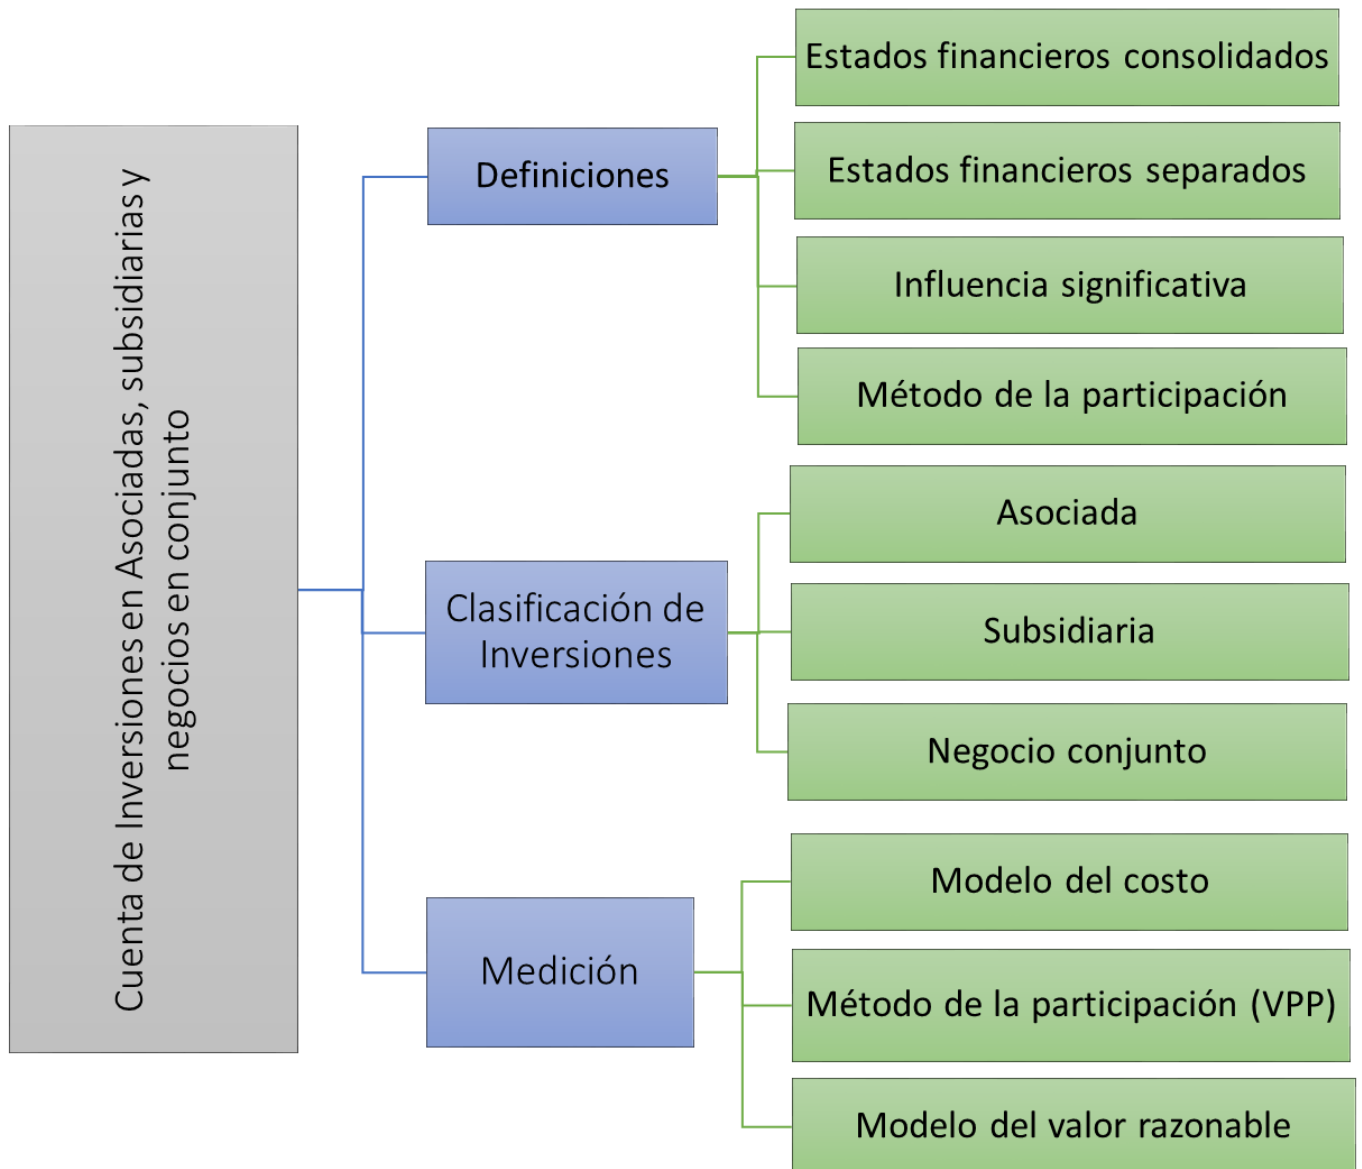 Cuenta de Inversiones en Asociadas, subsidiarias y
negocios en conjunto
Definiciones
Estados financieros consolidados
Estados financieros separados
Influencia significativa
Método de la participación
Clasificación de
Inversiones
Asociada
Subsidiaria
Negocio conjunto
Medición
Modelo del costo
Método de la participación (VPP)
Modelo del valor razonable